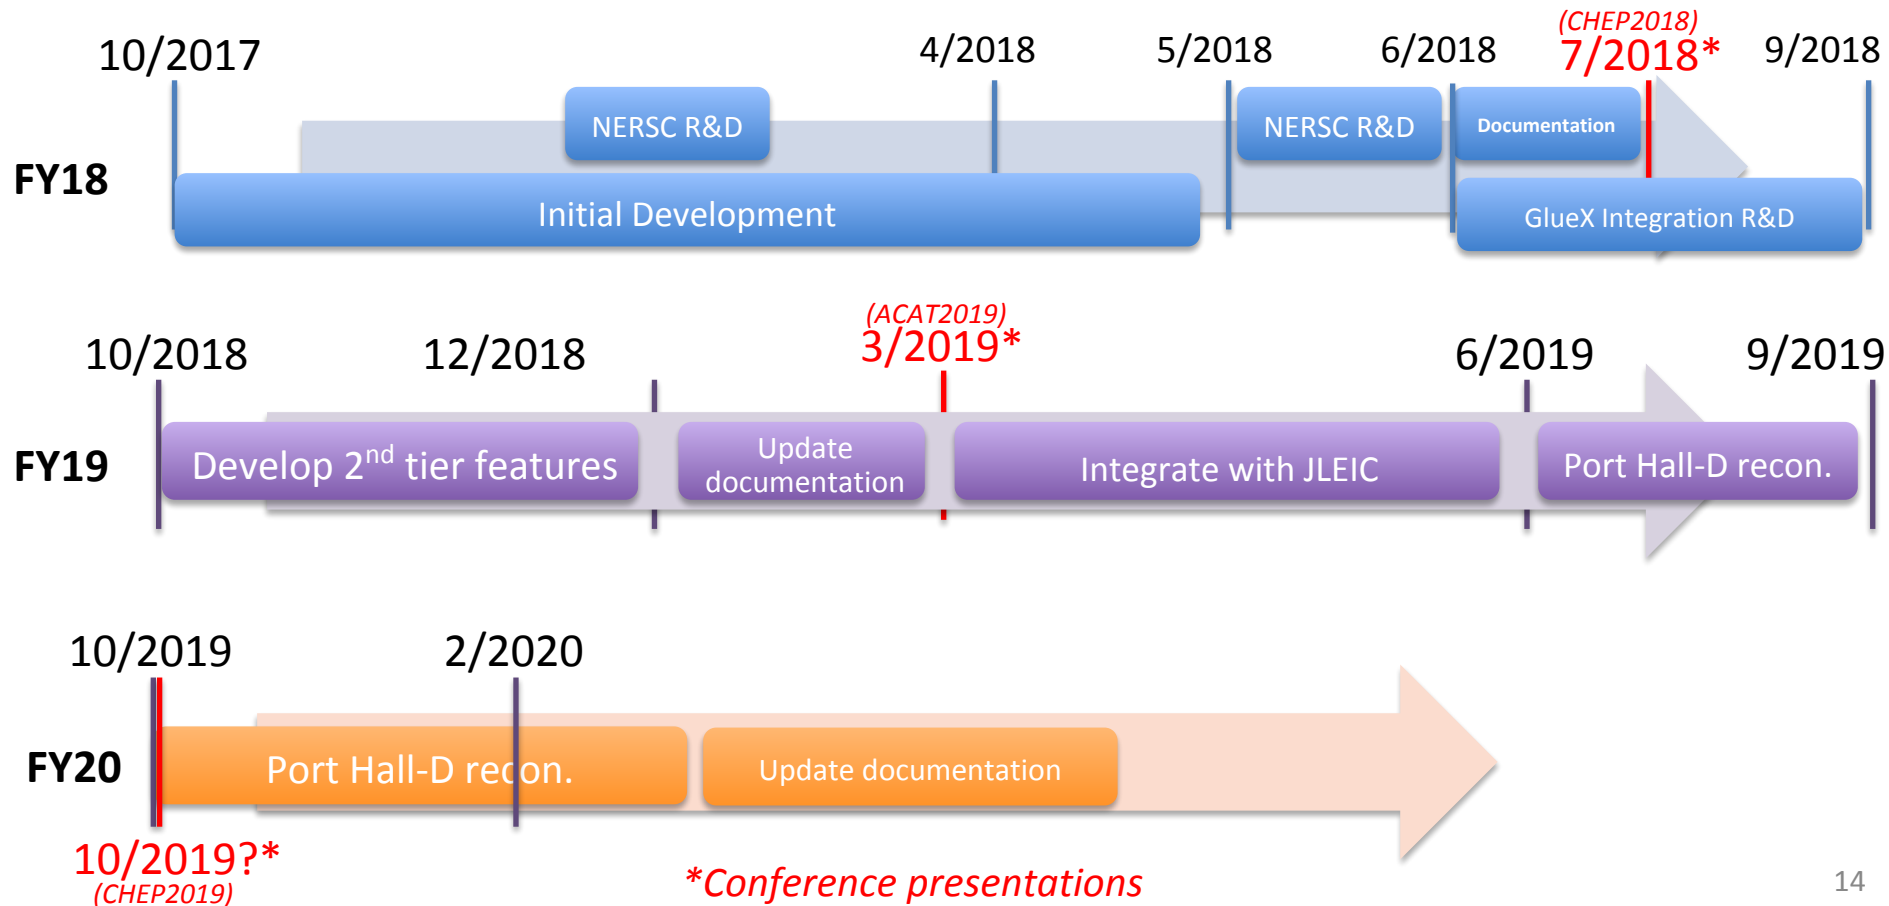 (CHEP2018)
10/2017 4/2018 5/2018 6/2018 7/2018* 9/2018
NERSC R&D NERSC R&D Documentation
FY18
Initial Development GlueX Integration R&D
(ACAT2019)
10/2018 12/2018 3/2019* 6/2019 9/2019
Update
FY19 Develop 2nd tier features Integrate with JLEIC Port Hall-D recon.
documentation
10/2019 2/2020
FY20 Port Hall-D recon. Update documentation
10/2019?*
(CHEP2019)
*Conference presentations
14